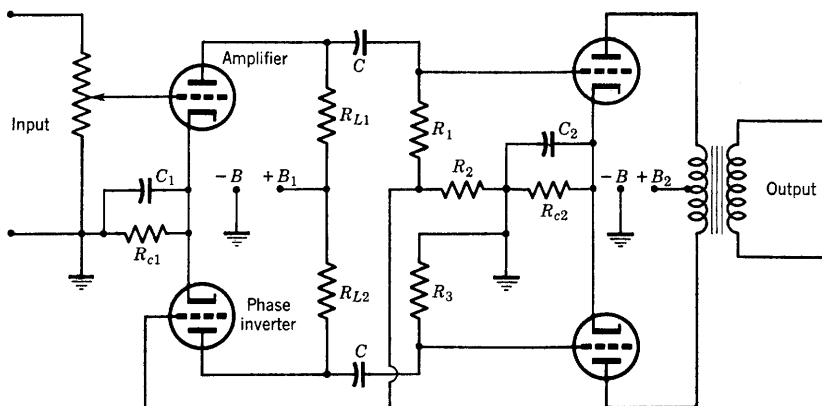 Amplifier
C
Input
R_L1
R_1
C_2
C_1
– B
+ B_1
R_2
– B
+ B_2
Output
R_c1
R_c2
Phase
inverter
R_L2
R_3
C